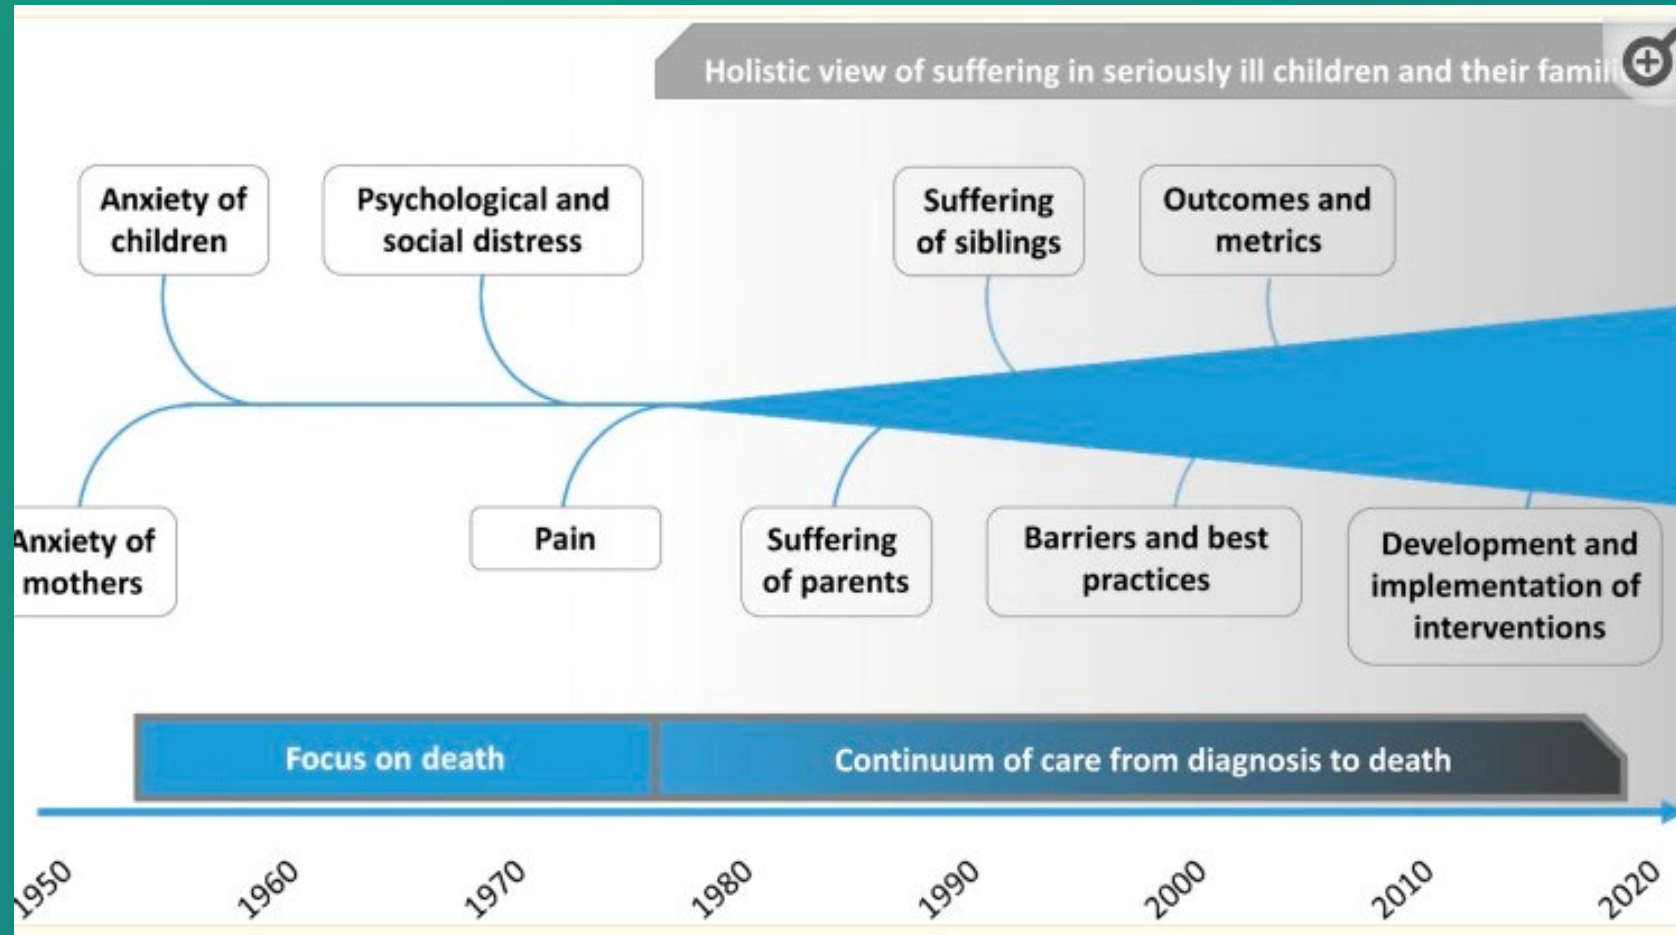 Holistic view of suffering in seriously ill children and their famili
Anxiety of
children
Psychological and
social distress
Suffering
of siblings
Outcomes and
metrics
Anxiety of
mothers
Pain
Suffering
of parents
Barriers and best
practices
Development and
implementation of
interventions
Focus on death
Continuum of care from diagnosis to death
1950
1960
1970
1980
1990
2000
2010
2020